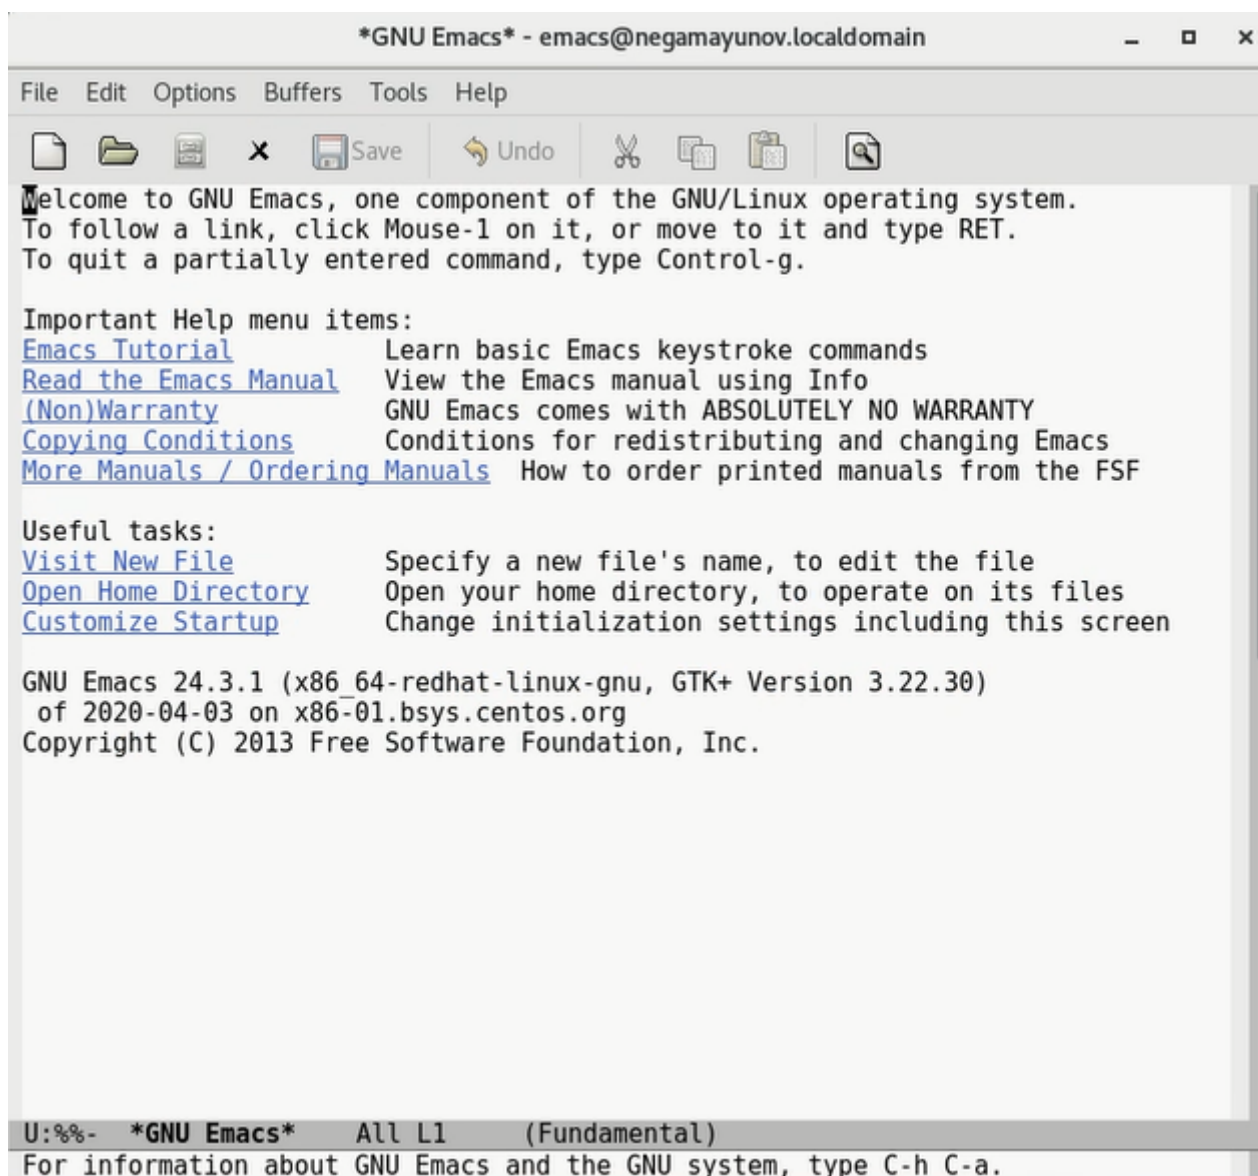 *GNU Emacs* - emacs@negamayunov.localdomain
File Edit Options Buffers Tools Help
Save Undo
Welcome to GNU Emacs, one component of the GNU/Linux operating system.
To follow a link, click Mouse-1 on it, or move to it and type RET.
To quit a partially entered command, type Control-g.
Important Help menu items:
Emacs Tutorial Learn basic Emacs keystroke commands
Read the Emacs Manual View the Emacs manual using Info
(Non)Warranty GNU Emacs comes with ABSOLUTELY NO WARRANTY
Copying Conditions Conditions for redistributing and changing Emacs
More Manuals / Ordering Manuals How to order printed manuals from the FSF
Useful tasks:
Visit New File Specify a new file's name, to edit the file
Open Home Directory Open your home directory, to operate on its files
Customize Startup Change initialization settings including this screen
GNU Emacs 24.3.1 (x86_64-redhat-linux-gnu, GTK+ Version 3.22.30)
of 2020-04-03 on x86-01.bsys.centos.org
Copyright (C) 2013 Free Software Foundation, Inc.
U:%%- *GNU Emacs* All L1 (Fundamental)
For information about GNU Emacs and the GNU system, type C-h C-a.